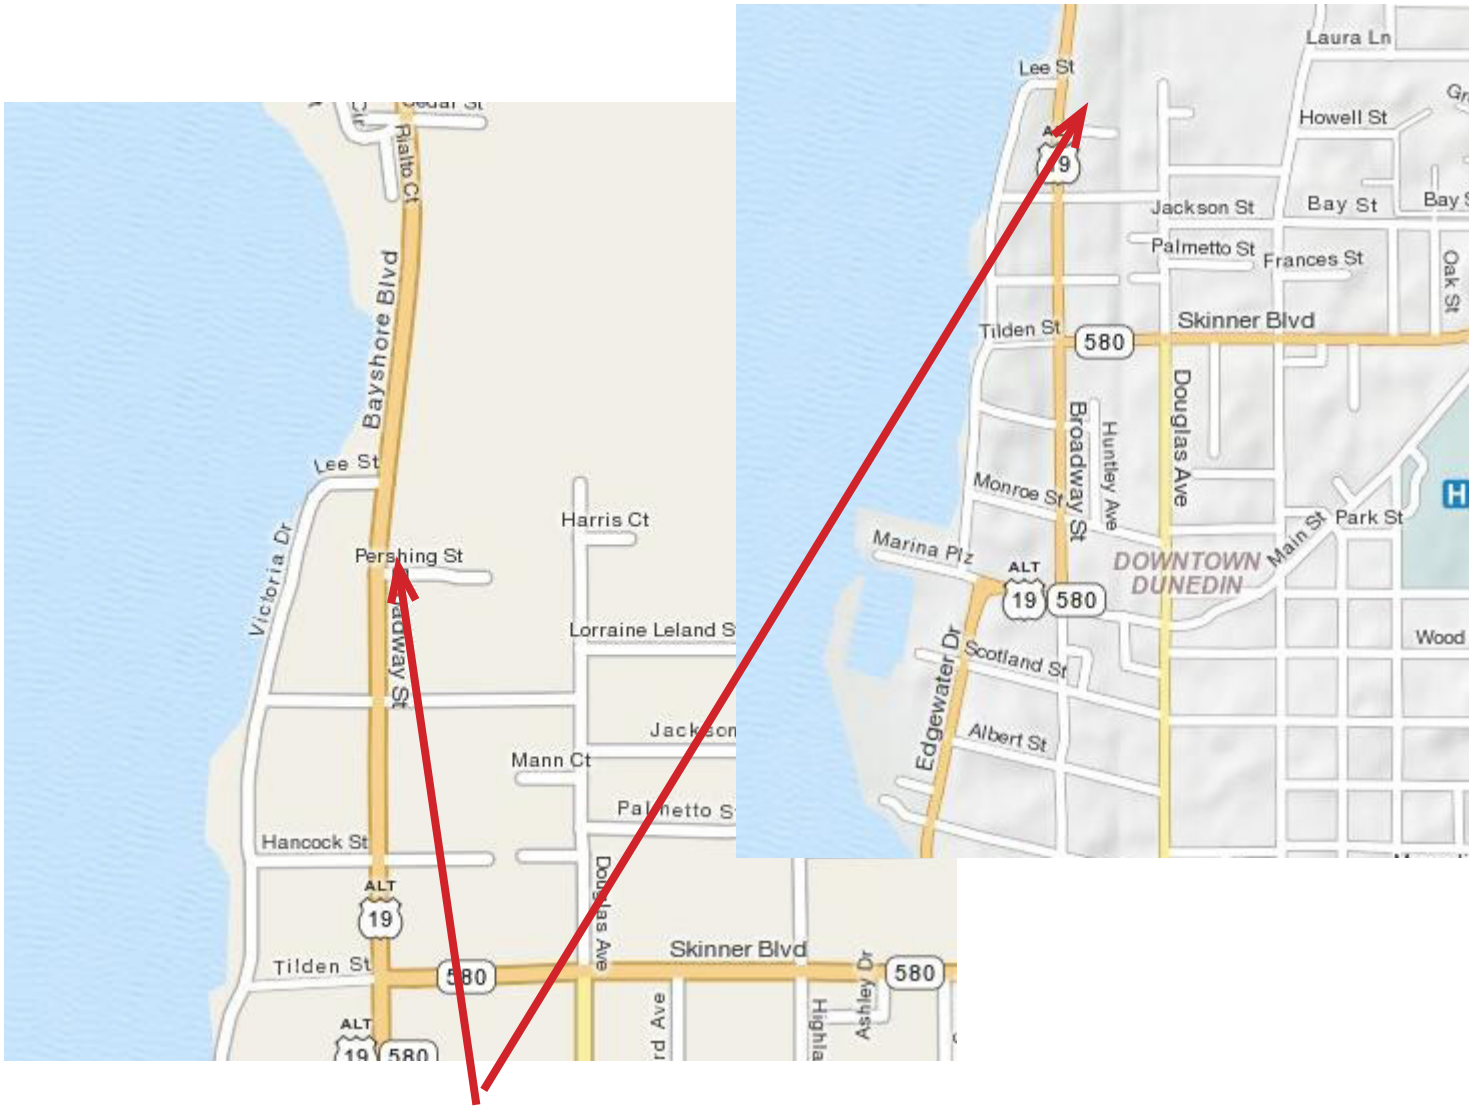 Cedar St
Cir
Rialto Ct
Bayshore Blvd
Lee St
Harris Ct
Pershing St
Victoria Dr
Lorraine Leland S
Jackson
Mann Ct
Palmetto S
Hancock St
ALT
19
Douglas Ave
Skinner Blvd
Tilden St
580
580
Ashley Dr
rd Ave
Highla
ALT
19
580
Laura Ln
Lee St
Howell St
19
Jackson St
Bay St
Bay S
Palmetto St
Frances St
Oak St
Tilden St
580
Skinner Blvd
Broadway St
Huntley Ave
Douglas Ave
Monroe St
H
Park St
Main St
Marina Plz
DOWNTOWN
DUNEDIN
ALT
19
580
Wood
Scotland St
Edgewater Dr
Albert St